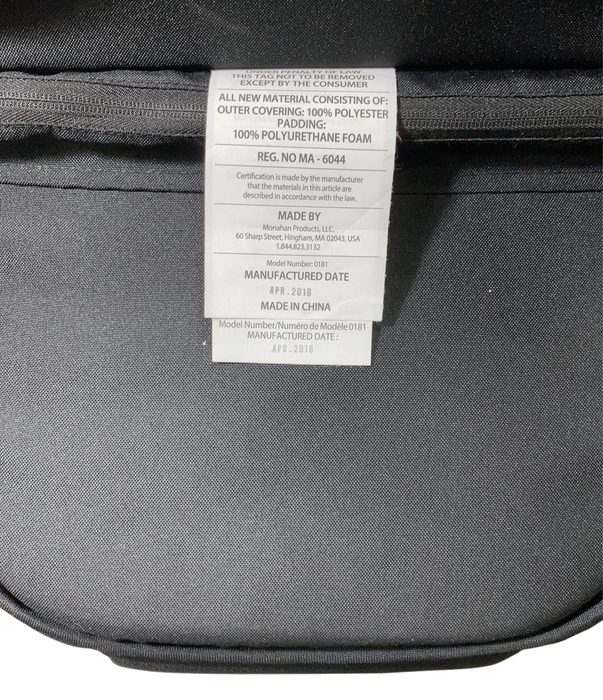 UNDER PENALTY OF LAW
THIS TAG NOT TO BE REMOVED
EXCEPT BY THE CONSUMER
ALL NEW MATERIAL CONSISTING OF:
OUTER COVERING: 100% POLYESTER
PADDING:
100% POLYURETHANE FOAM
REG. NO MA - 6044
Certification is made by the manufacturer
that the materials in this article are
described in accordance with the law.
MADE BY
Monahan Products, LLC.
60 Sharp Street, Hingham, MA 02043, USA
1.844.823.3132
Model Number: 0181
MANUFACTURED DATE
APR.2016
MADE IN CHINA
Model Number/Numéro de Modèle 0181
MANUFACTURED DATE :
APR.2016